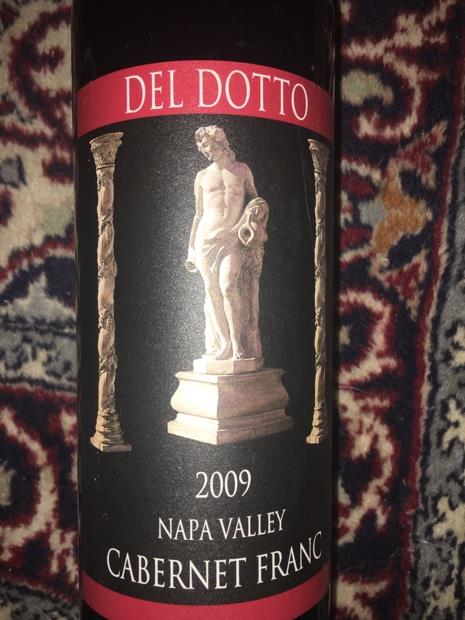 DEL DOTTO
2009
NAPA VALLEY
CABERNET FRANC